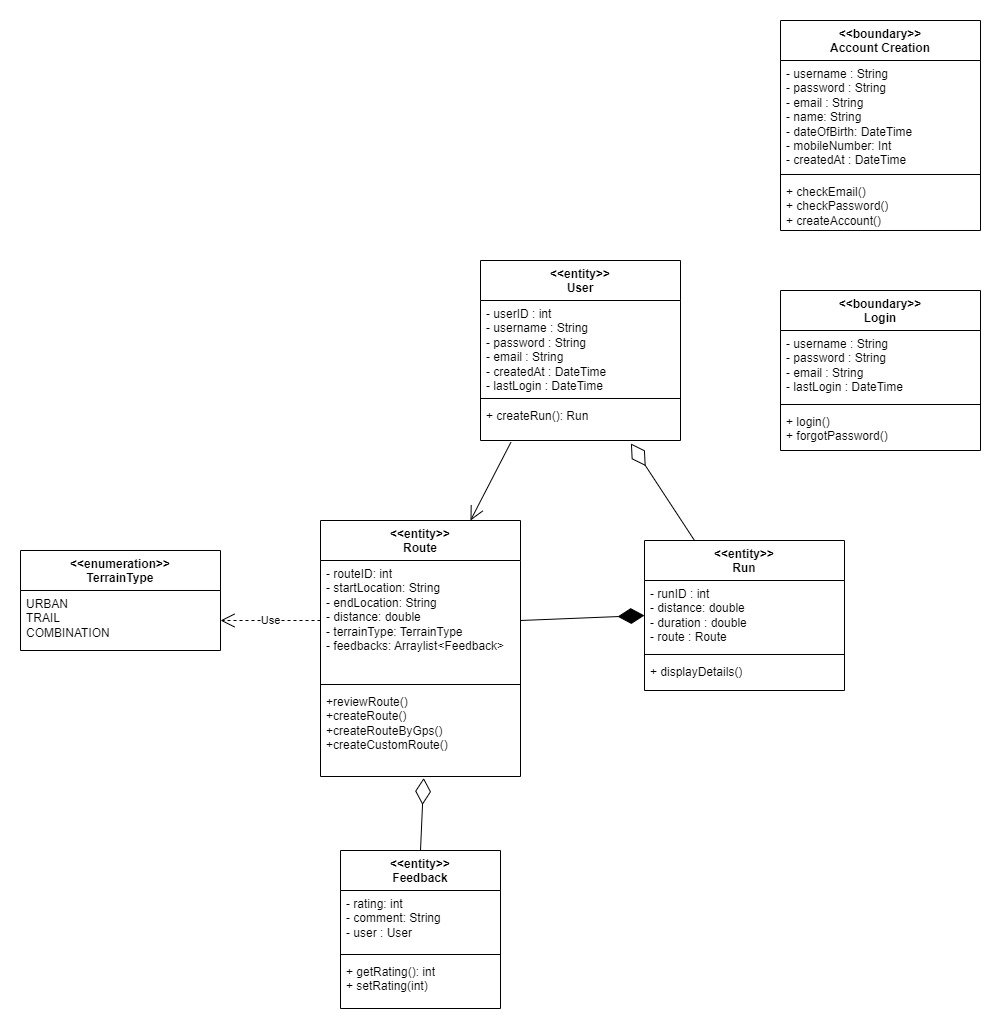 <<boundary>>
Account Creation
- username : String
- password : String
- email : String
- name: String
- dateOfBirth: DateTime
- mobileNumber: Int
- createdAt : DateTime
+ checkEmail()
+ checkPassword()
+ createAccount()
<<entity>>
User
- userID : int
- username : String
- password : String
- email : String
- createdAt : DateTime
- lastLogin : DateTime
+ createRun(): Run
<<boundary>>
Login
- username : String
- password : String
- email : String
- lastLogin : DateTime
+ login()
+ forgotPassword()
<<enumeration>>
TerrainType
URBAN
TRAIL
COMBINATION
Use
<<entity>>
Route
- routeID: int
- startLocation: String
- endLocation: String
- distance: double
- terrainType: TerrainType
- feedbacks: Arraylist<Feedback>
+reviewRoute()
+createRoute()
+createRouteByGps()
+createCustomRoute()
<<entity>>
Run
- runID : int
- distance: double
- duration : double
- route : Route
+ displayDetails()
<<entity>>
Feedback
- rating: int
- comment: String
- user : User
+ getRating(): int
+ setRating(int)